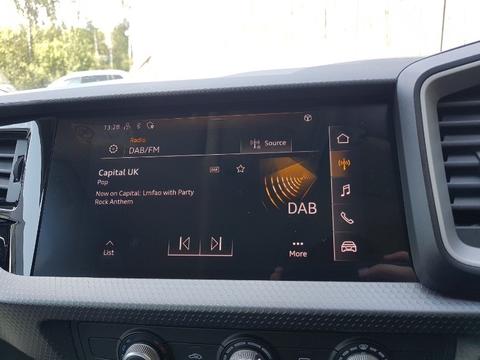 13:28
Radio
DAB/FM
Source
Capital UK
Pop
Now on Capital: Lmfao with Party
Rock Anthem
DAB
List
More